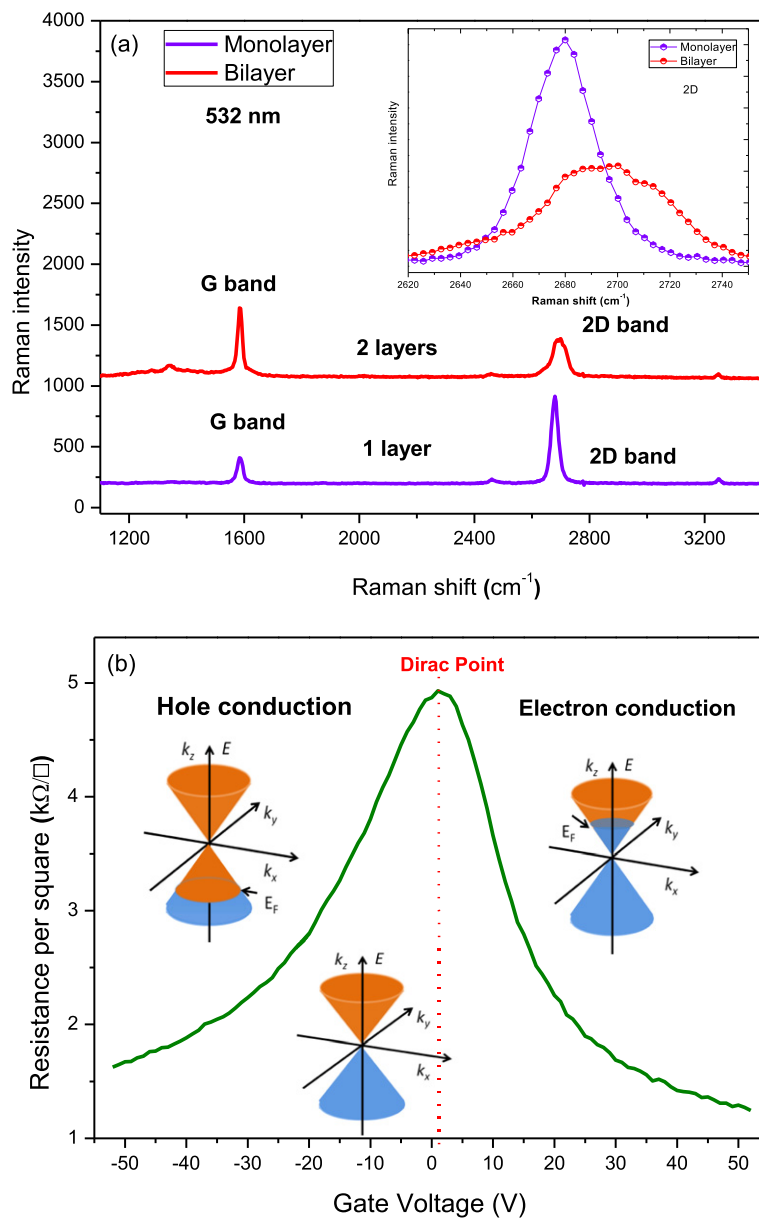 (a)
Monolayer
Bilayer
532 nm
Monolayer
Bilayer
2D
Raman intensity
2620 2640 2660 2680 2700 2720 2740
Raman shift (cm⁻¹)
4000
3500
3000
2500
2000
1500
1000
500
0
Raman intensity
G band
2 layers
2D band
G band
1 layer
2D band
1200 1600 2000 2400 2800 3200
Raman shift (cm⁻¹)
(b)
Dirac Point
Hole conduction
Electron conduction
k_z E
k_y
k_x
E_F
k_z E
k_y
k_x
E_F
k_z E
k_y
k_x
5
4
3
2
1
Resistance per square (kΩ/□)
-50 -40 -30 -20 -10 0 10 20 30 40 50
Gate Voltage (V)